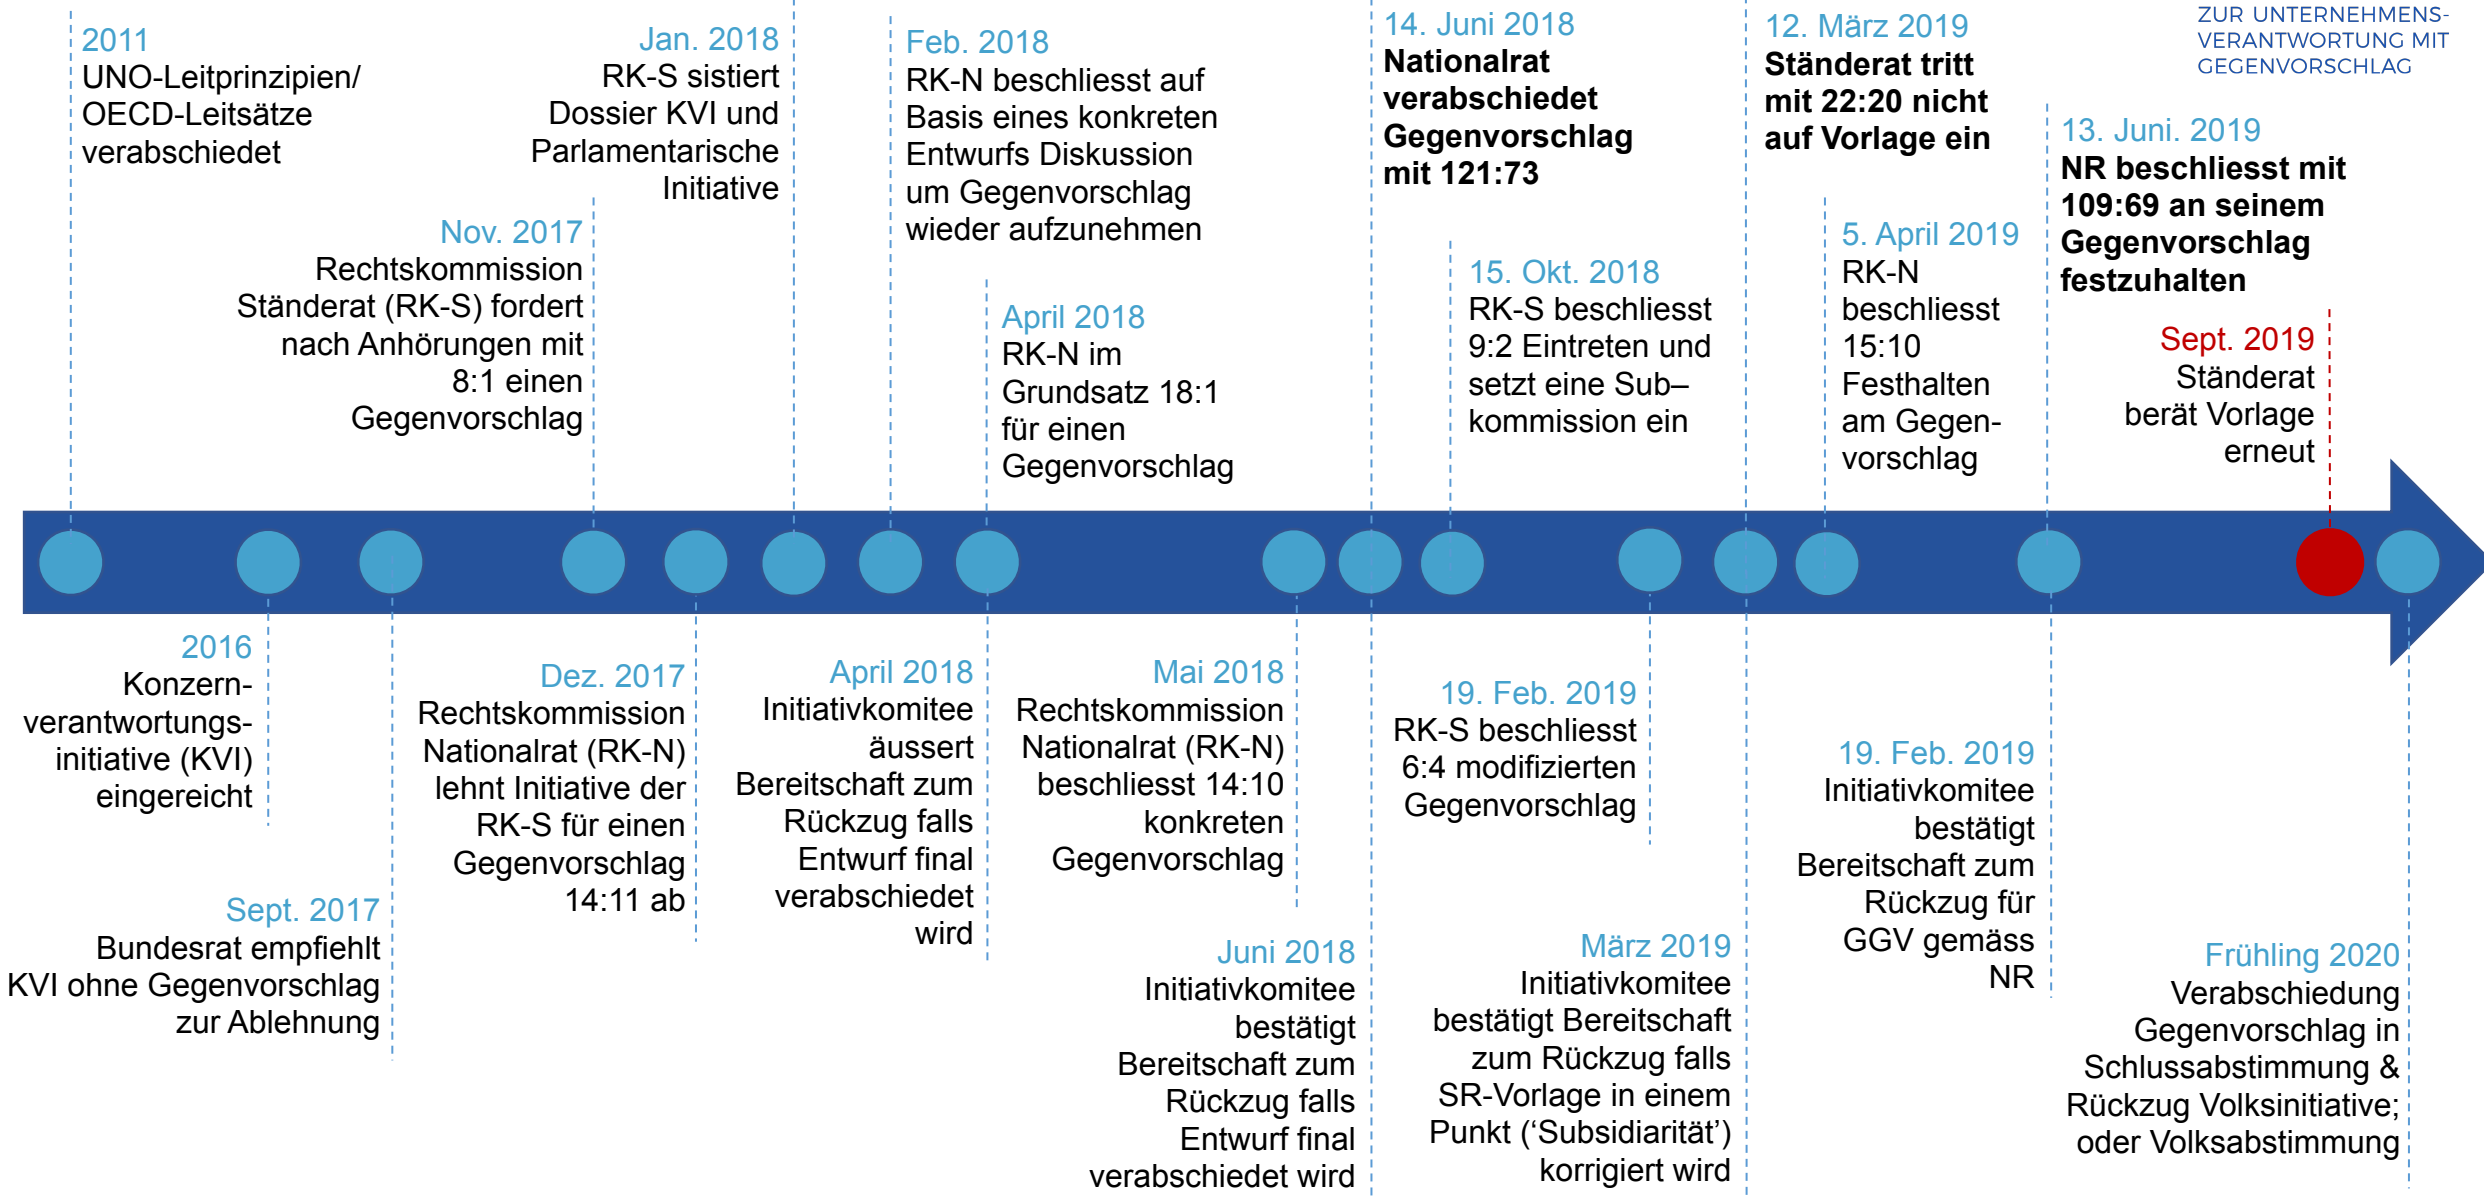 2011
UNO-Leitprinzipien/
OECD-Leitsätze
verabschiedet
Nov. 2017
Rechtskommission
Ständerat (RK-S) fordert
nach Anhörungen mit
8:1 einen
Gegenvorschlag
Jan. 2018
RK-S sistiert
Dossier KVI und
Parlamentarische
Initiative
Feb. 2018
RK-N beschliesst auf
Basis eines konkreten
Entwurfs Diskussion
um Gegenvorschlag
wieder aufzunehmen
April 2018
RK-N im
Grundsatz 18:1
für einen
Gegenvorschlag
14. Juni 2018
Nationalrat
verabschiedet
Gegenvorschlag
mit 121:73
15. Okt. 2018
RK-S beschliesst
9:2 Eintreten und
setzt eine Sub–
kommission ein
12. März 2019
Ständerat tritt
mit 22:20 nicht
auf Vorlage ein
5. April 2019
RK-N
beschliesst
15:10
Festhalten
am Gegen-
vorschlag
ZUR UNTERNEHMENS-
VERANTWORTUNG MIT
GEGENVORSCHLAG
13. Juni. 2019
NR beschliesst mit
109:69 an seinem
Gegenvorschlag
festzuhalten
Sept. 2019
Ständerat
berät Vorlage
erneut
2016
Konzern-
verantwortungs-
initiative (KVI)
eingereicht
Sept. 2017
Bundesrat empfiehlt
KVI ohne Gegenvorschlag
zur Ablehnung
Dez. 2017
Rechtskommission
Nationalrat (RK-N)
lehnt Initiative der
RK-S für einen
Gegenvorschlag
14:11 ab
April 2018
Initiativkomitee
äussert
Bereitschaft zum
Rückzug falls
Entwurf final
verabschiedet
wird
Mai 2018
Rechtskommission
Nationalrat (RK-N)
beschliesst 14:10
konkreten
Gegenvorschlag
Juni 2018
Initiativkomitee
bestätigt
Bereitschaft zum
Rückzug falls
Entwurf final
verabschiedet wird
19. Feb. 2019
RK-S beschliesst
6:4 modifizierten
Gegenvorschlag
März 2019
Initiativkomitee
bestätigt Bereitschaft
zum Rückzug falls
SR-Vorlage in einem
Punkt (‘Subsidiarität’)
korrigiert wird
19. Feb. 2019
Initiativkomitee
bestätigt
Bereitschaft zum
Rückzug für
GGV gemäss
NR
Frühling 2020
Verabschiedung
Gegenvorschlag in
Schlussabstimmung &
Rückzug Volksinitiative;
oder Volksabstimmung